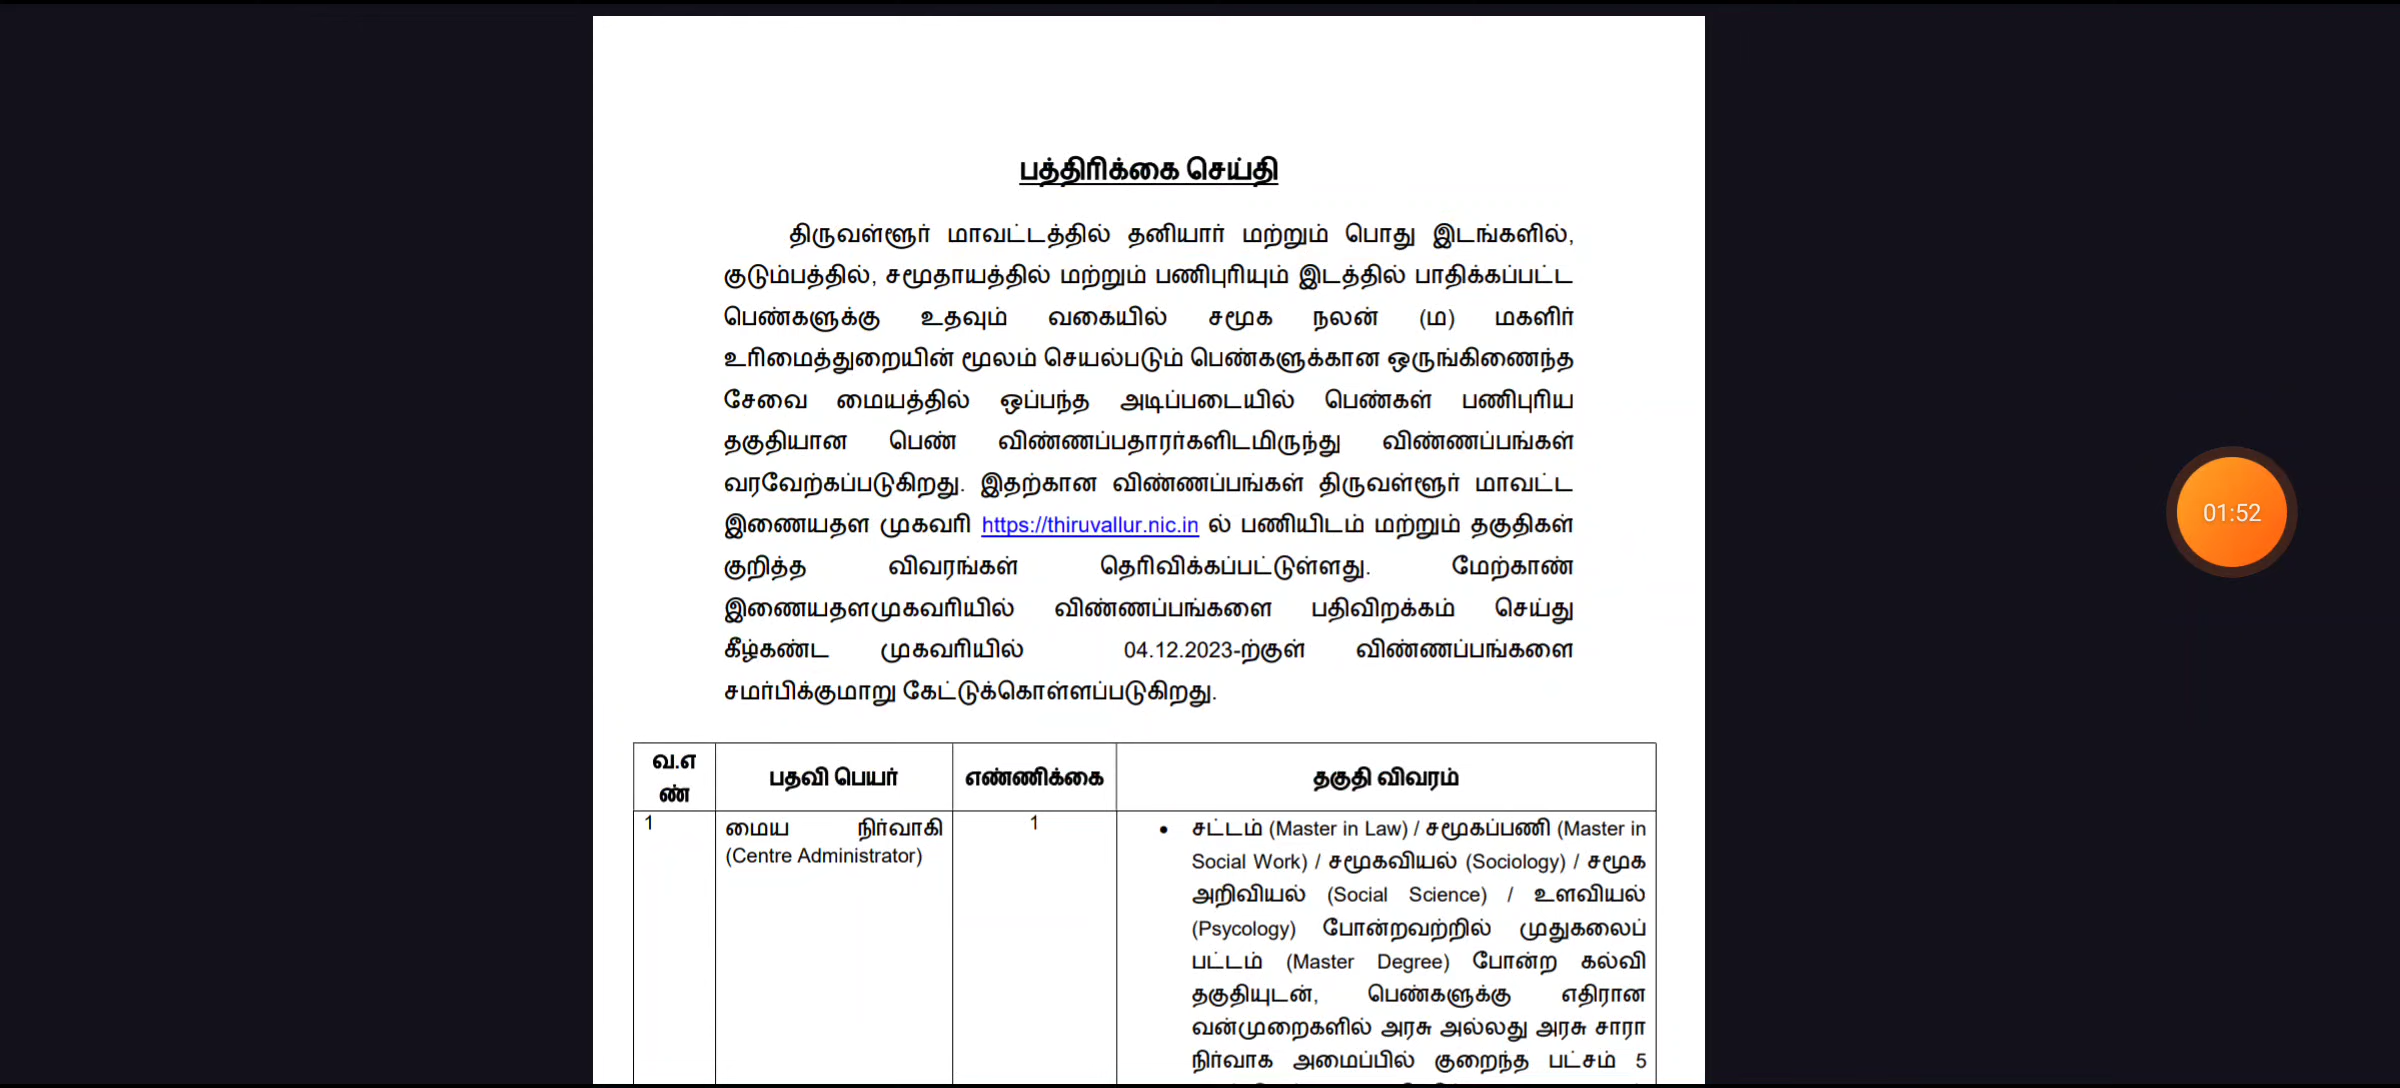 பத்திரிக்கை செய்தி
திருவள்ளூர் மாவட்டத்தில் தனியார் மற்றும் பொது இடங்களில்,
குடும்பத்தில், சமூதாயத்தில் மற்றும் பணிபுரியும் இடத்தில் பாதிக்கப்பட்ட
பெண்களுக்கு உதவும் வகையில் சமூக நலன் (ம) மகளிர்
உரிமைத்துறையின் மூலம் செயல்படும் பெண்களுக்கான ஒருங்கிணைந்த
சேவை மையத்தில் ஒப்பந்த அடிப்படையில் பெண்கள் பணிபுரிய
தகுதியான பெண் விண்ணப்பதாரர்களிடமிருந்து விண்ணப்பங்கள்
வரவேற்கப்படுகிறது. இதற்கான விண்ணப்பங்கள் திருவள்ளூர் மாவட்ட
இணையதள முகவரி https://thiruvallur.nic.in ல் பணியிடம் மற்றும் தகுதிகள்
குறித்த விவரங்கள் தெரிவிக்கப்பட்டுள்ளது. மேற்காண்
இணையதளமுகவரியில் விண்ணப்பங்களை பதிவிறக்கம் செய்து
கீழ்கண்ட முகவரியில் 04.12.2023-ற்குள் விண்ணப்பங்களை
சமர்பிக்குமாறு கேட்டுக்கொள்ளப்படுகிறது.
01:52
வ.எ
ண்
பதவி பெயர்
எண்ணிக்கை
தகுதி விவரம்
1
மைய நிர்வாகி
(Centre Administrator)
1
• சட்டம் (Master in Law) / சமூகப்பணி (Master in
Social Work) / சமூகவியல் (Sociology) / சமூக
அறிவியல் (Social Science) / உளவியல்
(Psycology) போன்றவற்றில் முதுகலைப்
பட்டம் (Master Degree) போன்ற கல்வி
தகுதியுடன், பெண்களுக்கு எதிரான
வன்முறைகளில் அரசு அல்லது அரசு சாரா
நிர்வாக அமைப்பில் குறைந்த பட்சம் 5